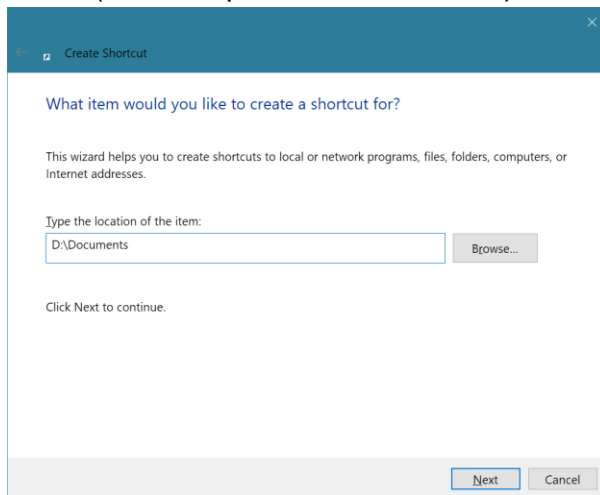 Create Shortcut
What item would you like to create a shortcut for?
This wizard helps you to create shortcuts to local or network programs, files, folders, computers, or
Internet addresses.
Type the location of the item:
D:\Documents
Browse...
Click Next to continue.
Next Cancel